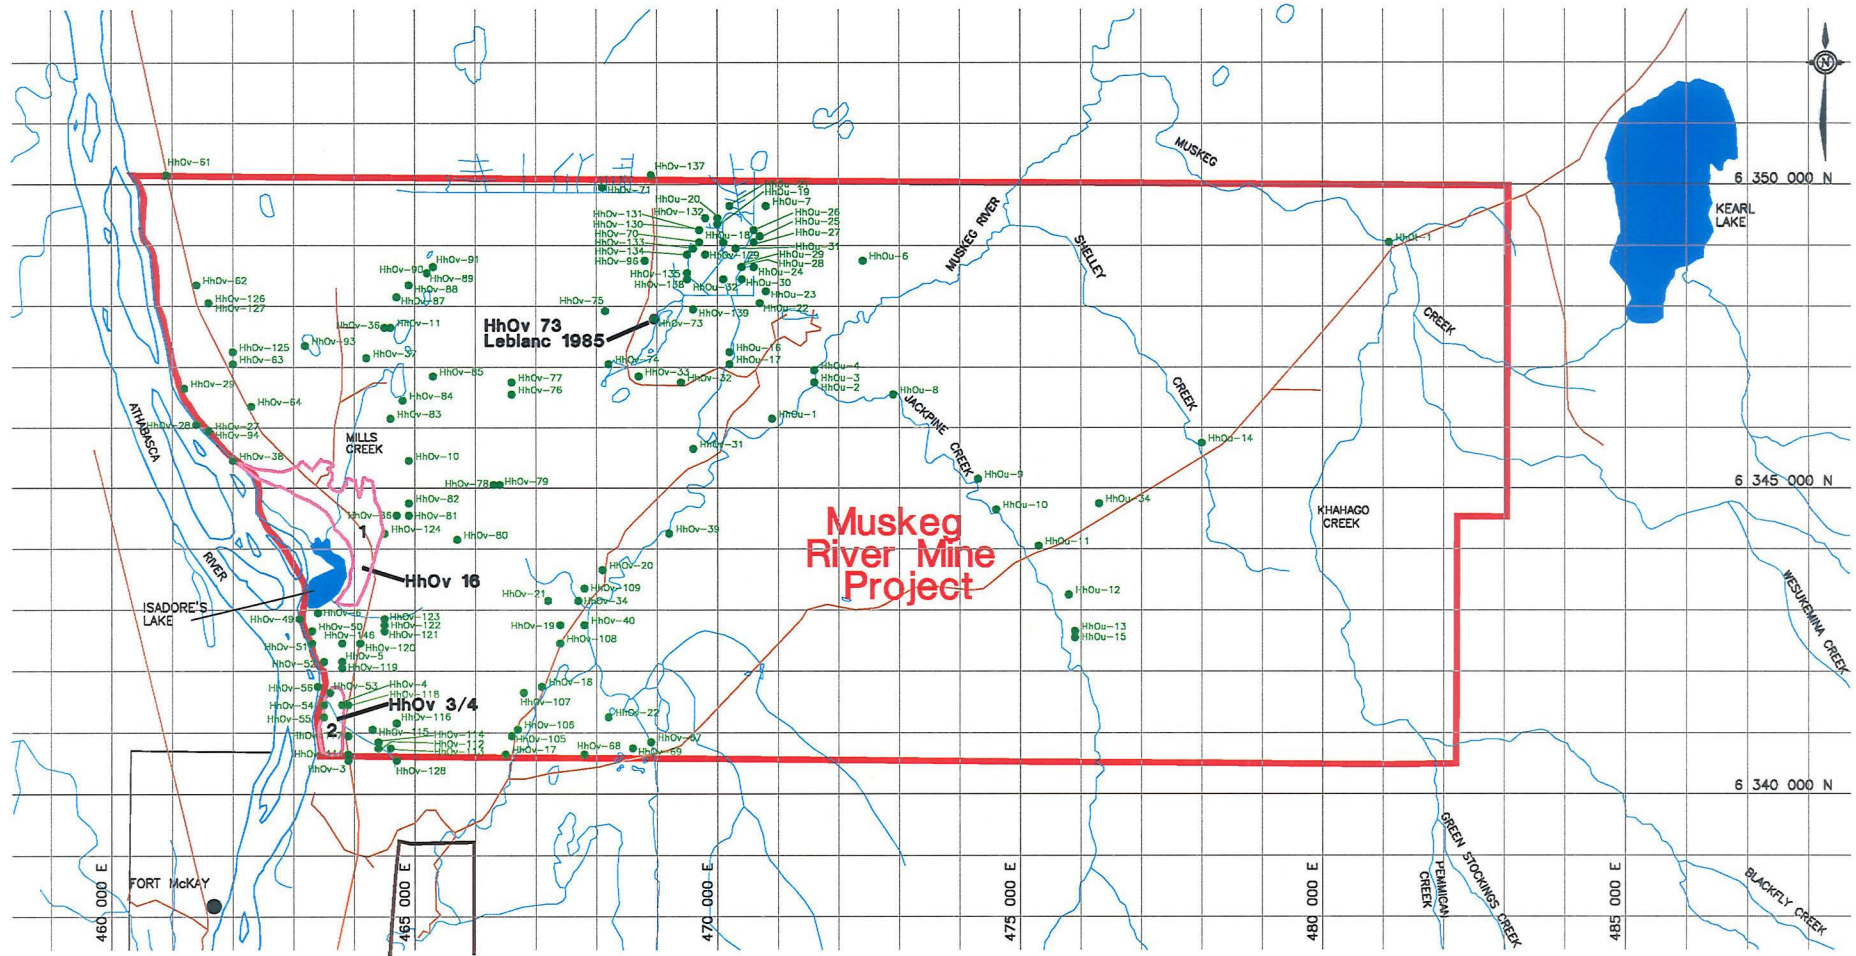 HhOv-61
HhOv-137
MUSKEG
6 350 000 N
HhOv-71
HhOu-19
HhOu-20
HhOu-7
HhOv-131
HhOv-132
HhOu-26
HhOv-130
HhOu-25
KEARL
LAKE
HhOv-70
HhOu-18
HhOu-27
MUSKEG RIVER
HhOv-133
HhOu-31
HhOv-134
HhOv-129
HhOu-29
HhOv-96
HhOu-28
HhOu-6
SHELLEY
HhOv-91
HhOv-90
HhOv-89
HhOv-135
HhOu-24
HhOv-62
HhOv-88
HhOv-138
HhOu-32
HhOu-30
HhOv-126
HhOv-87
HhOu-23
HhOv-127
HhOv-75
HhOu-22
HhOv-139
CREEK
HhOv-36
HhOv-11
HhOv 73
Leblanc 1985
HhOv-73
HhOv-93
HhOv-125
HhOv-37
HhOu-16
HhOv-63
HhOv-74
HhOu-17
HhOu-4
HhOv-85
HhOv-77
HhOv-33
HhOv-32
HhOu-3
HhOv-29
HhOv-76
HhOu-2
HhOu-8
CREEK
HhOv-64
HhOv-84
HhOv-83
HhOu-1
JACKPINE
CREEK
ATHABASCA
HhOv-28
HhOv-27
HhOv-94
MILLS
CREEK
HhOv-31
HhOu-14
HhOv-38
HhOv-10
HhOv-78
HhOv-79
HhOu-9
6 345 000 N
HhOv-82
HhOu-10
HhOu-34
HhOv-81
KHAHAGO
CREEK
1
HhOv-124
HhOv-80
HhOv-39
Muskeg
River Mine
Project
HhOu-11
RIVER
HhOv 16
HhOv-20
HhOv-109
HhOu-12
WESUKEMINA CREEK
ISADORE'S
LAKE
HhOv-21
HhOv-34
HhOv-49
HhOv-6
HhOv-123
HhOv-50
HhOv-122
HhOv-19
HhOv-40
HhOu-13
HhOv-146
HhOv-121
HhOu-15
HhOv-51
HhOv-120
HhOv-108
HhOv-5
HhOv-52
HhOv-119
HhOv-56
HhOv-53
HhOv-4
HhOv-18
HhOv-118
HhOv-54
HhOv 3/4
HhOv-107
HhOv-55
HhOv-116
HhOv-22
2
HhOv-115
HhOv-114
HhOv-106
HhOv-112
HhOv-105
HhOv-67
HhOv-113
HhOv-17
HhOv-68
HhOv-69
HhOv-3
HhOv-128
6 340 000 N
GREEN STOCKINGS CREEK
PEMMICAN
CREEK
BLACKFLY CREEK
FORT McKAY
460 000 E
465 000 E
470 000 E
475 000 E
480 000 E
485 000 E
N